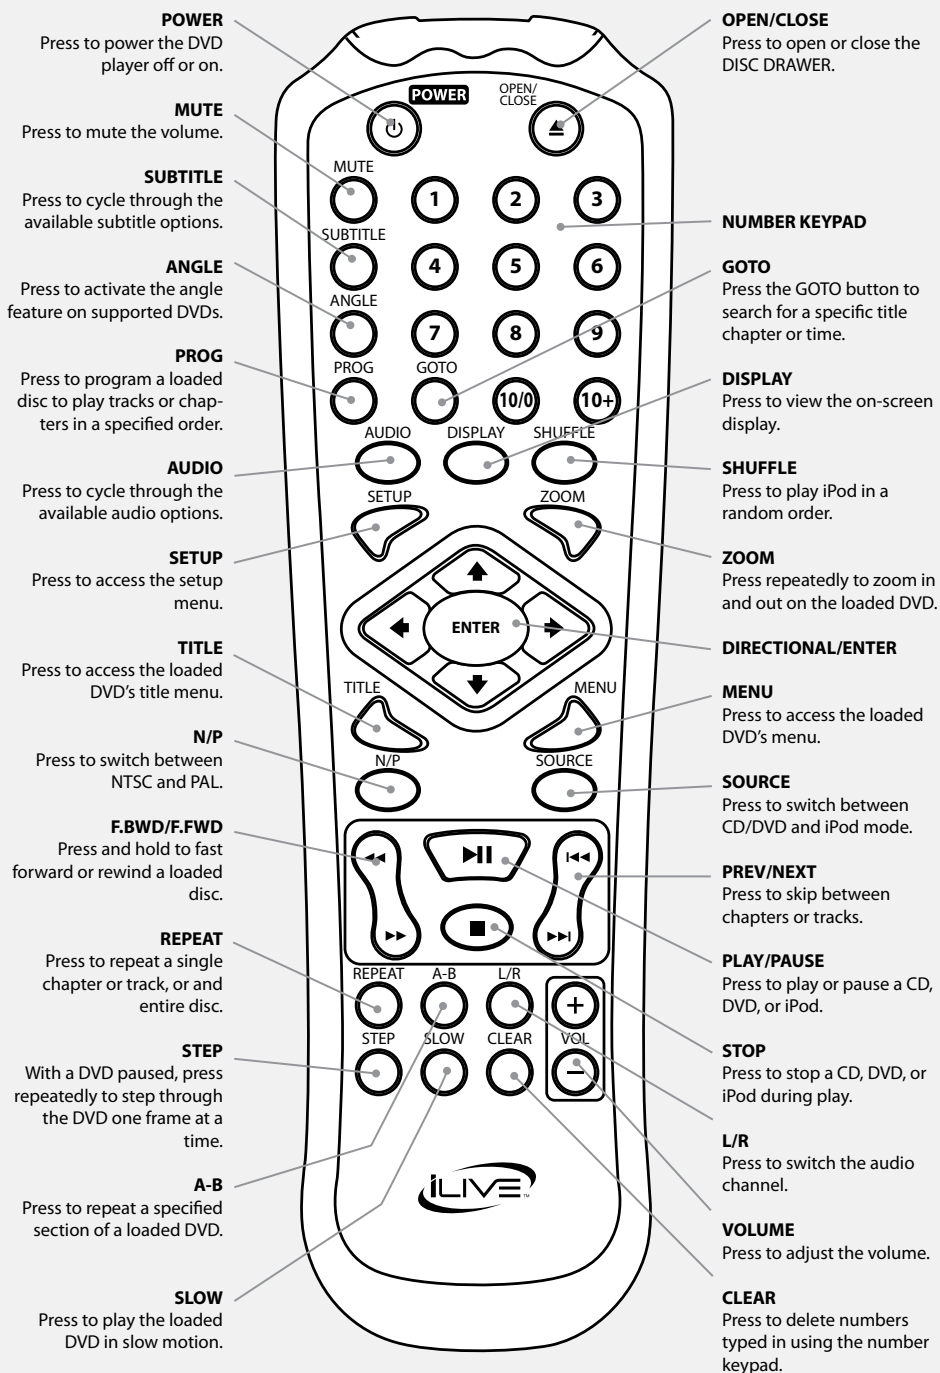 POWER
Press to power the DVD
player off or on.
MUTE
Press to mute the volume.
SUBTITLE
Press to cycle through the
available subtitle options.
ANGLE
Press to activate the angle
feature on supported DVDs.
PROG
Press to program a loaded
disc to play tracks or chap-
ters in a specified order.
AUDIO
Press to cycle through the
available audio options.
SETUP
Press to access the setup
menu.
TITLE
Press to access the loaded
DVD's title menu.
N/P
Press to switch between
NTSC and PAL.
F.BWD/F.FWD
Press and hold to fast
forward or rewind a loaded
disc.
REPEAT
Press to repeat a single
chapter or track, or and
entire disc.
STEP
With a DVD paused, press
repeatedly to step through
the DVD one frame at a
time.
A-B
Press to repeat a specified
section of a loaded DVD.
SLOW
Press to play the loaded
DVD in slow motion.
POWER
OPEN/
CLOSE
MUTE
1 2 3
SUBTITLE
4 5 6
ANGLE
7 8 9
PROG GOTO
10/0 10+
AUDIO DISPLAY SHUFFLE
SETUP ZOOM
ENTER
TITLE MENU
N/P SOURCE
REPEAT A-B L/R
+
STEP SLOW CLEAR VOL
−
iLIVE™
OPEN/CLOSE
Press to open or close the
DISC DRAWER.
NUMBER KEYPAD
GOTO
Press the GOTO button to
search for a specific title
chapter or time.
DISPLAY
Press to view the on-screen
display.
SHUFFLE
Press to play iPod in a
random order.
ZOOM
Press repeatedly to zoom in
and out on the loaded DVD.
DIRECTIONAL/ENTER
MENU
Press to access the loaded
DVD's menu.
SOURCE
Press to switch between
CD/DVD and iPod mode.
PREV/NEXT
Press to skip between
chapters or tracks.
PLAY/PAUSE
Press to play or pause a CD,
DVD, or iPod.
STOP
Press to stop a CD, DVD, or
iPod during play.
L/R
Press to switch the audio
channel.
VOLUME
Press to adjust the volume.
CLEAR
Press to delete numbers
typed in using the number
keypad.